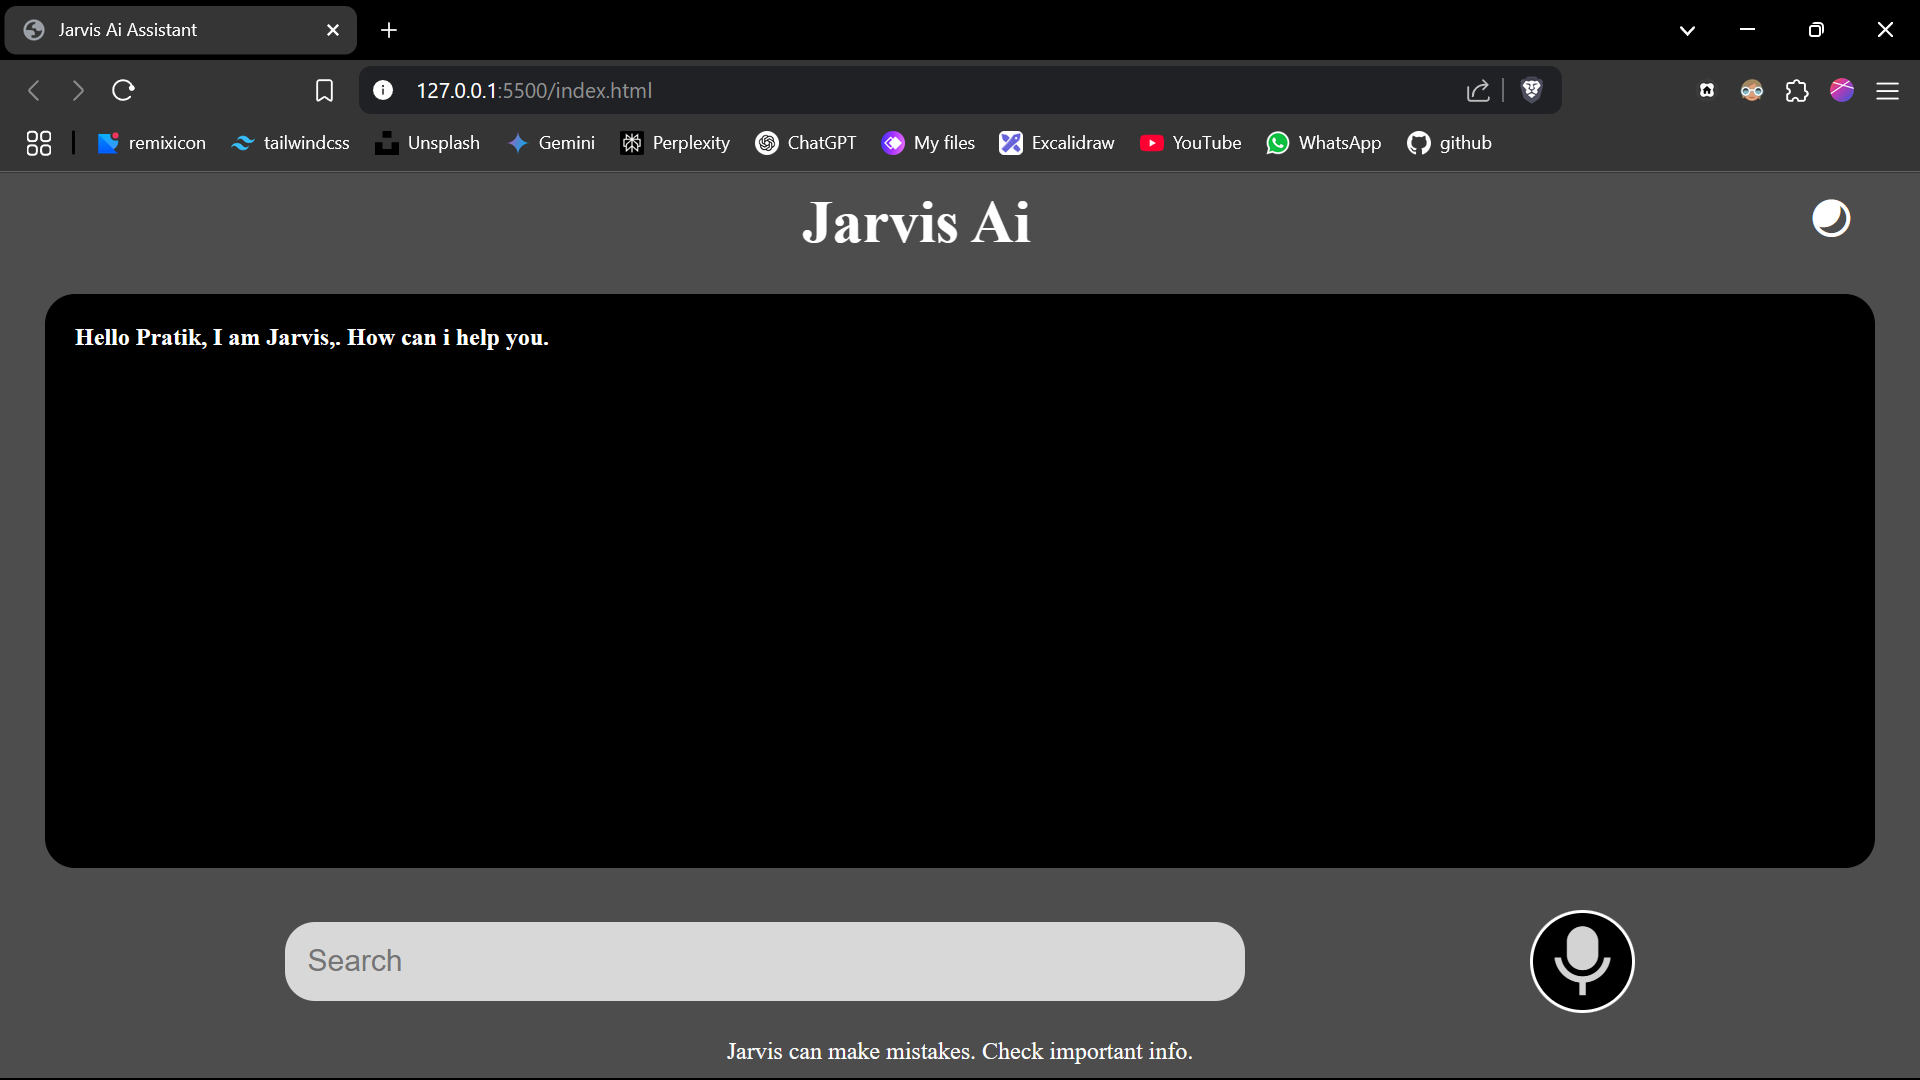 Jarvis Ai Assistant
127.0.0.1:5500/index.html
remixicon tailwindcss Unsplash Gemini Perplexity ChatGPT My files Excalidraw YouTube WhatsApp github
Jarvis Ai
Hello Pratik, I am Jarvis,. How can i help you.
Search
Jarvis can make mistakes. Check important info.